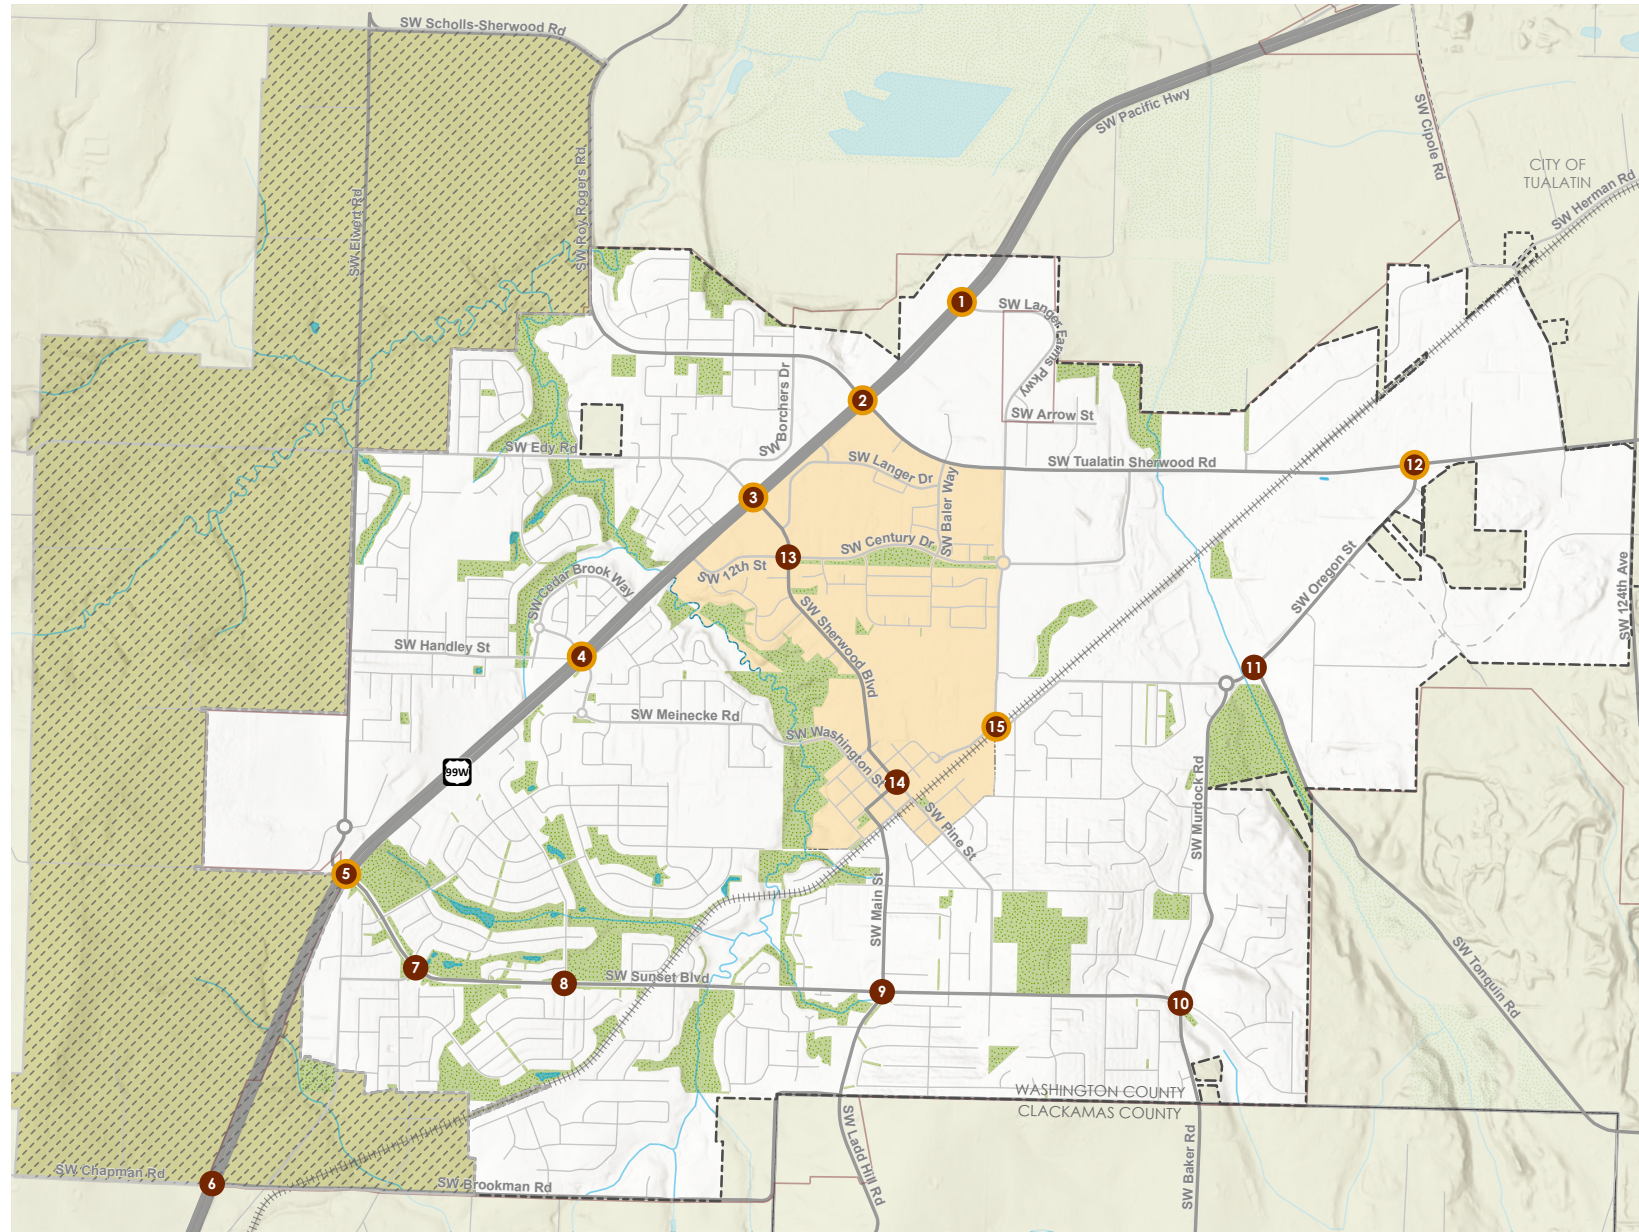 SW Scholls-Sherwood Rd
SW Pacific Hwy
SW Cipole Rd
CITY OF
TUALATIN
SW Herman Rd
SW Elwert Rd
SW Roy Rogers Rd
1
SW Langer Farms Pkwy
SW Borchers Dr
2
SW Arrow St
SW Edy Rd
SW Langer Dr
SW Baler Way
SW Tualatin Sherwood Rd
12
3
SW Century Dr
13
SW 12th St
SW Cedar Brook Way
SW Oregon St
SW 124th Ave
SW Sherwood Blvd
SW Handley St
4
11
SW Meinecke Rd
SW Washington St
15
99W
14
SW Pine St
SW Murdock Rd
5
SW Main St
7
8
SW Sunset Blvd
9
10
SW Tonquin Rd
WASHINGTON COUNTY
CLACKAMAS COUNTY
SW Ladd Hill Rd
SW Baker Rd
SW Chapman Rd
6
SW Brookman Rd